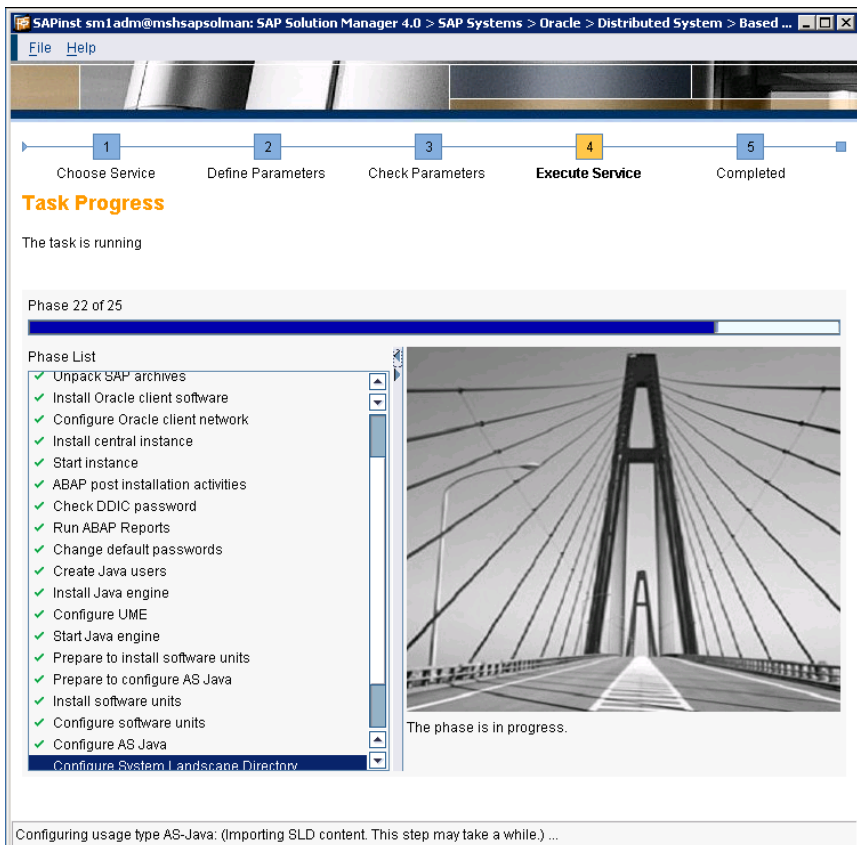 SAPinst sm1adm@mshsapsolman: SAP Solution Manager 4.0 > SAP Systems > Oracle > Distributed System > Based ...
File Help
1 2 3 4 5
Choose Service Define Parameters Check Parameters Execute Service Completed
Task Progress
The task is running
Phase 22 of 25
Phase List
Unpack SAP archives
Install Oracle client software
Configure Oracle client network
Install central instance
Start instance
ABAP post installation activities
Check DDIC password
Run ABAP Reports
Change default passwords
Create Java users
Install Java engine
Configure UME
Start Java engine
Prepare to install software units
Prepare to configure AS Java
Install software units
Configure software units
Configure AS Java
Configure System Landscape Directory
The phase is in progress.
Configuring usage type AS-Java: (Importing SLD content. This step may take a while.) ...